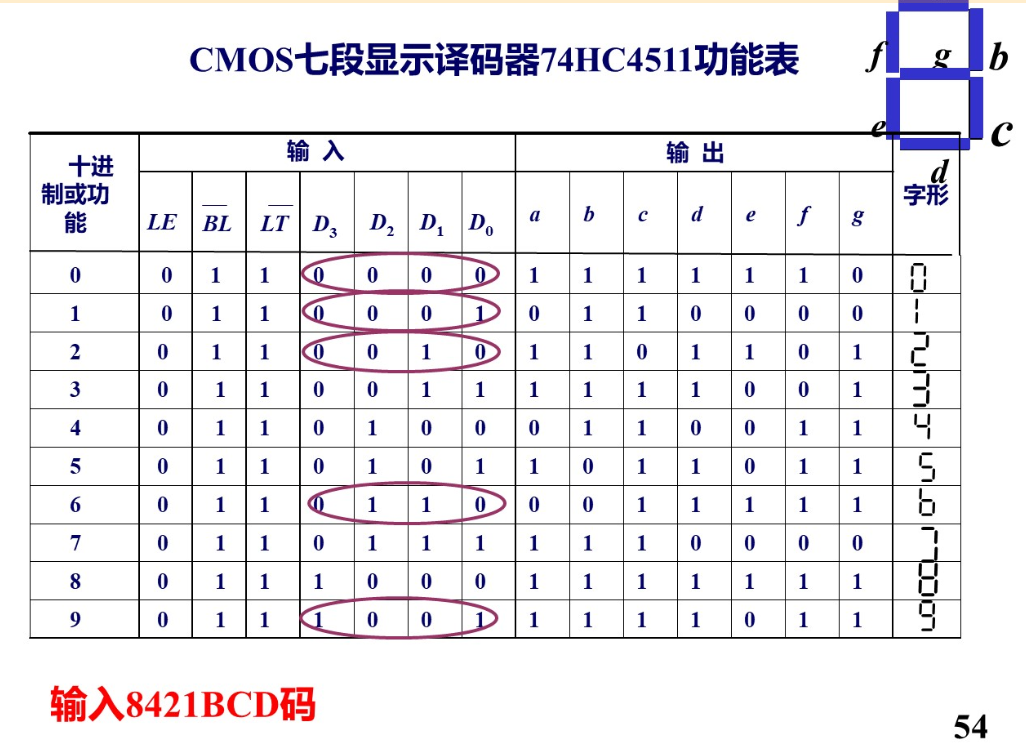 CMOS七段显示译码器74HC4511功能表
f g b
e c
d
十进制或功能 输 入 输 出 字形
LE BL LT D3 D2 D1 D0 a b c d e f g
0 0 1 1 0 0 0 0 1 1 1 1 1 1 0 0
1 0 1 1 0 0 0 1 0 1 1 0 0 0 0 1
2 0 1 1 0 0 1 0 1 1 0 1 1 0 1 2
3 0 1 1 0 0 1 1 1 1 1 1 0 0 1 3
4 0 1 1 0 1 0 0 0 1 1 0 0 1 1 4
5 0 1 1 0 1 0 1 1 0 1 1 0 1 1 5
6 0 1 1 0 1 1 0 0 0 1 1 1 1 1 b
7 0 1 1 0 1 1 1 1 1 1 0 0 0 0 7
8 0 1 1 1 0 0 0 1 1 1 1 1 1 1 8
9 0 1 1 1 0 0 1 1 1 1 1 0 1 1 9
输入8421BCD码
54